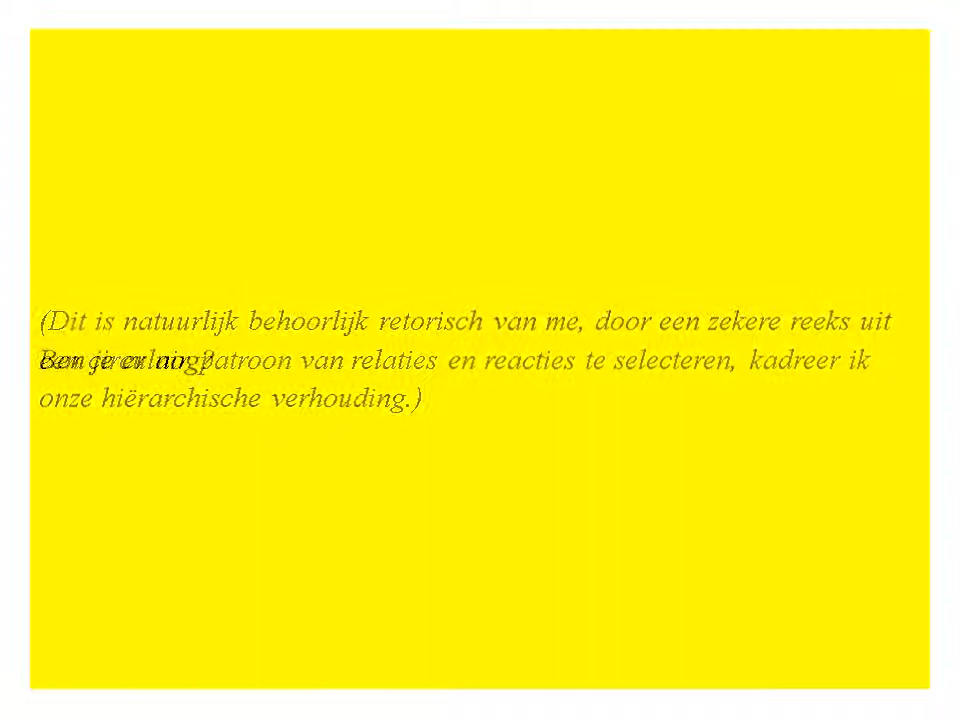 (Dit is natuurlijk behoorlijk retorisch van me, door een zekere reeks uit
Ben je er nog?
patroon van relaties en reacties te selecteren, kadreer ik
onze hiërarchische verhouding.)